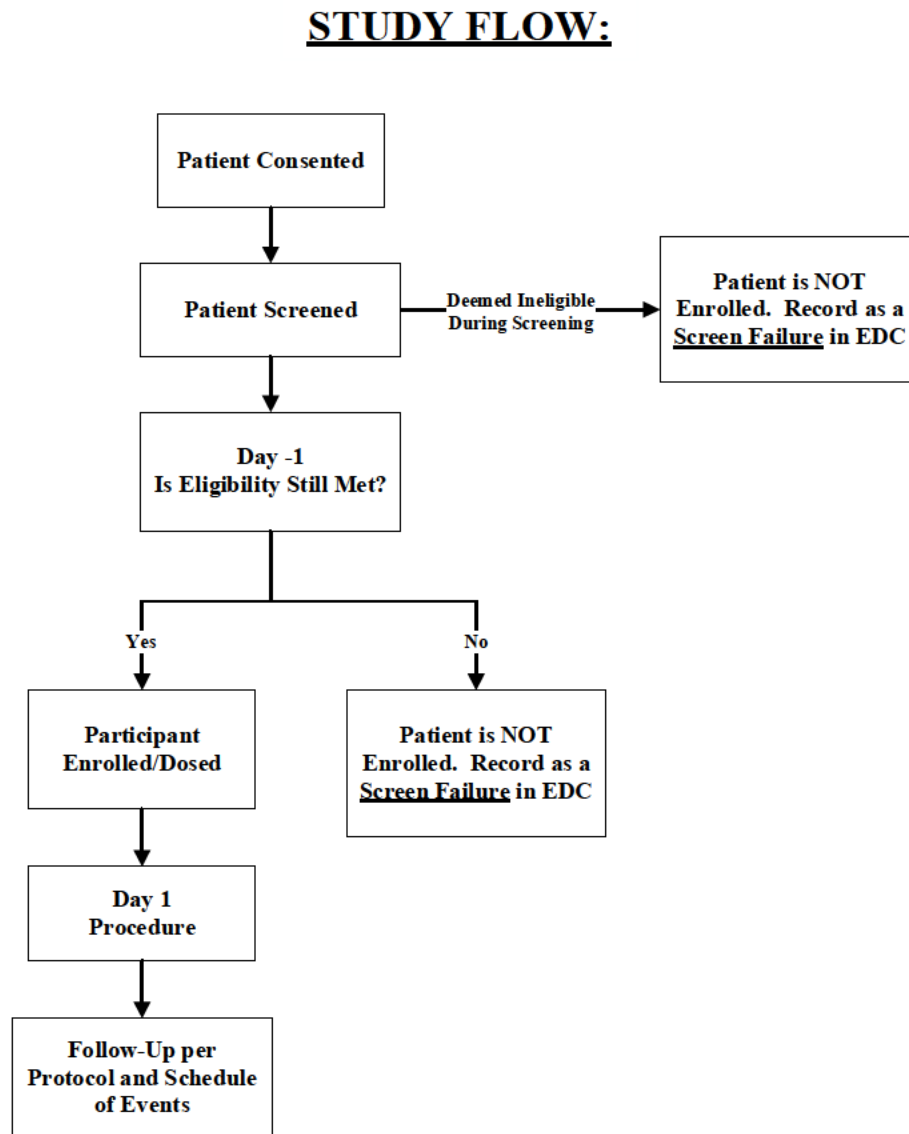 STUDY FLOW:
Patient Consented
Patient Screened
Deemed Ineligible
During Screening
Patient is NOT
Enrolled.  Record as a
Screen Failure in EDC
Day -1
Is Eligibility Still Met?
Yes
No
Participant
Enrolled/Dosed
Patient is NOT
Enrolled.  Record as a
Screen Failure in EDC
Day 1
Procedure
Follow-Up per
Protocol and Schedule
of Events